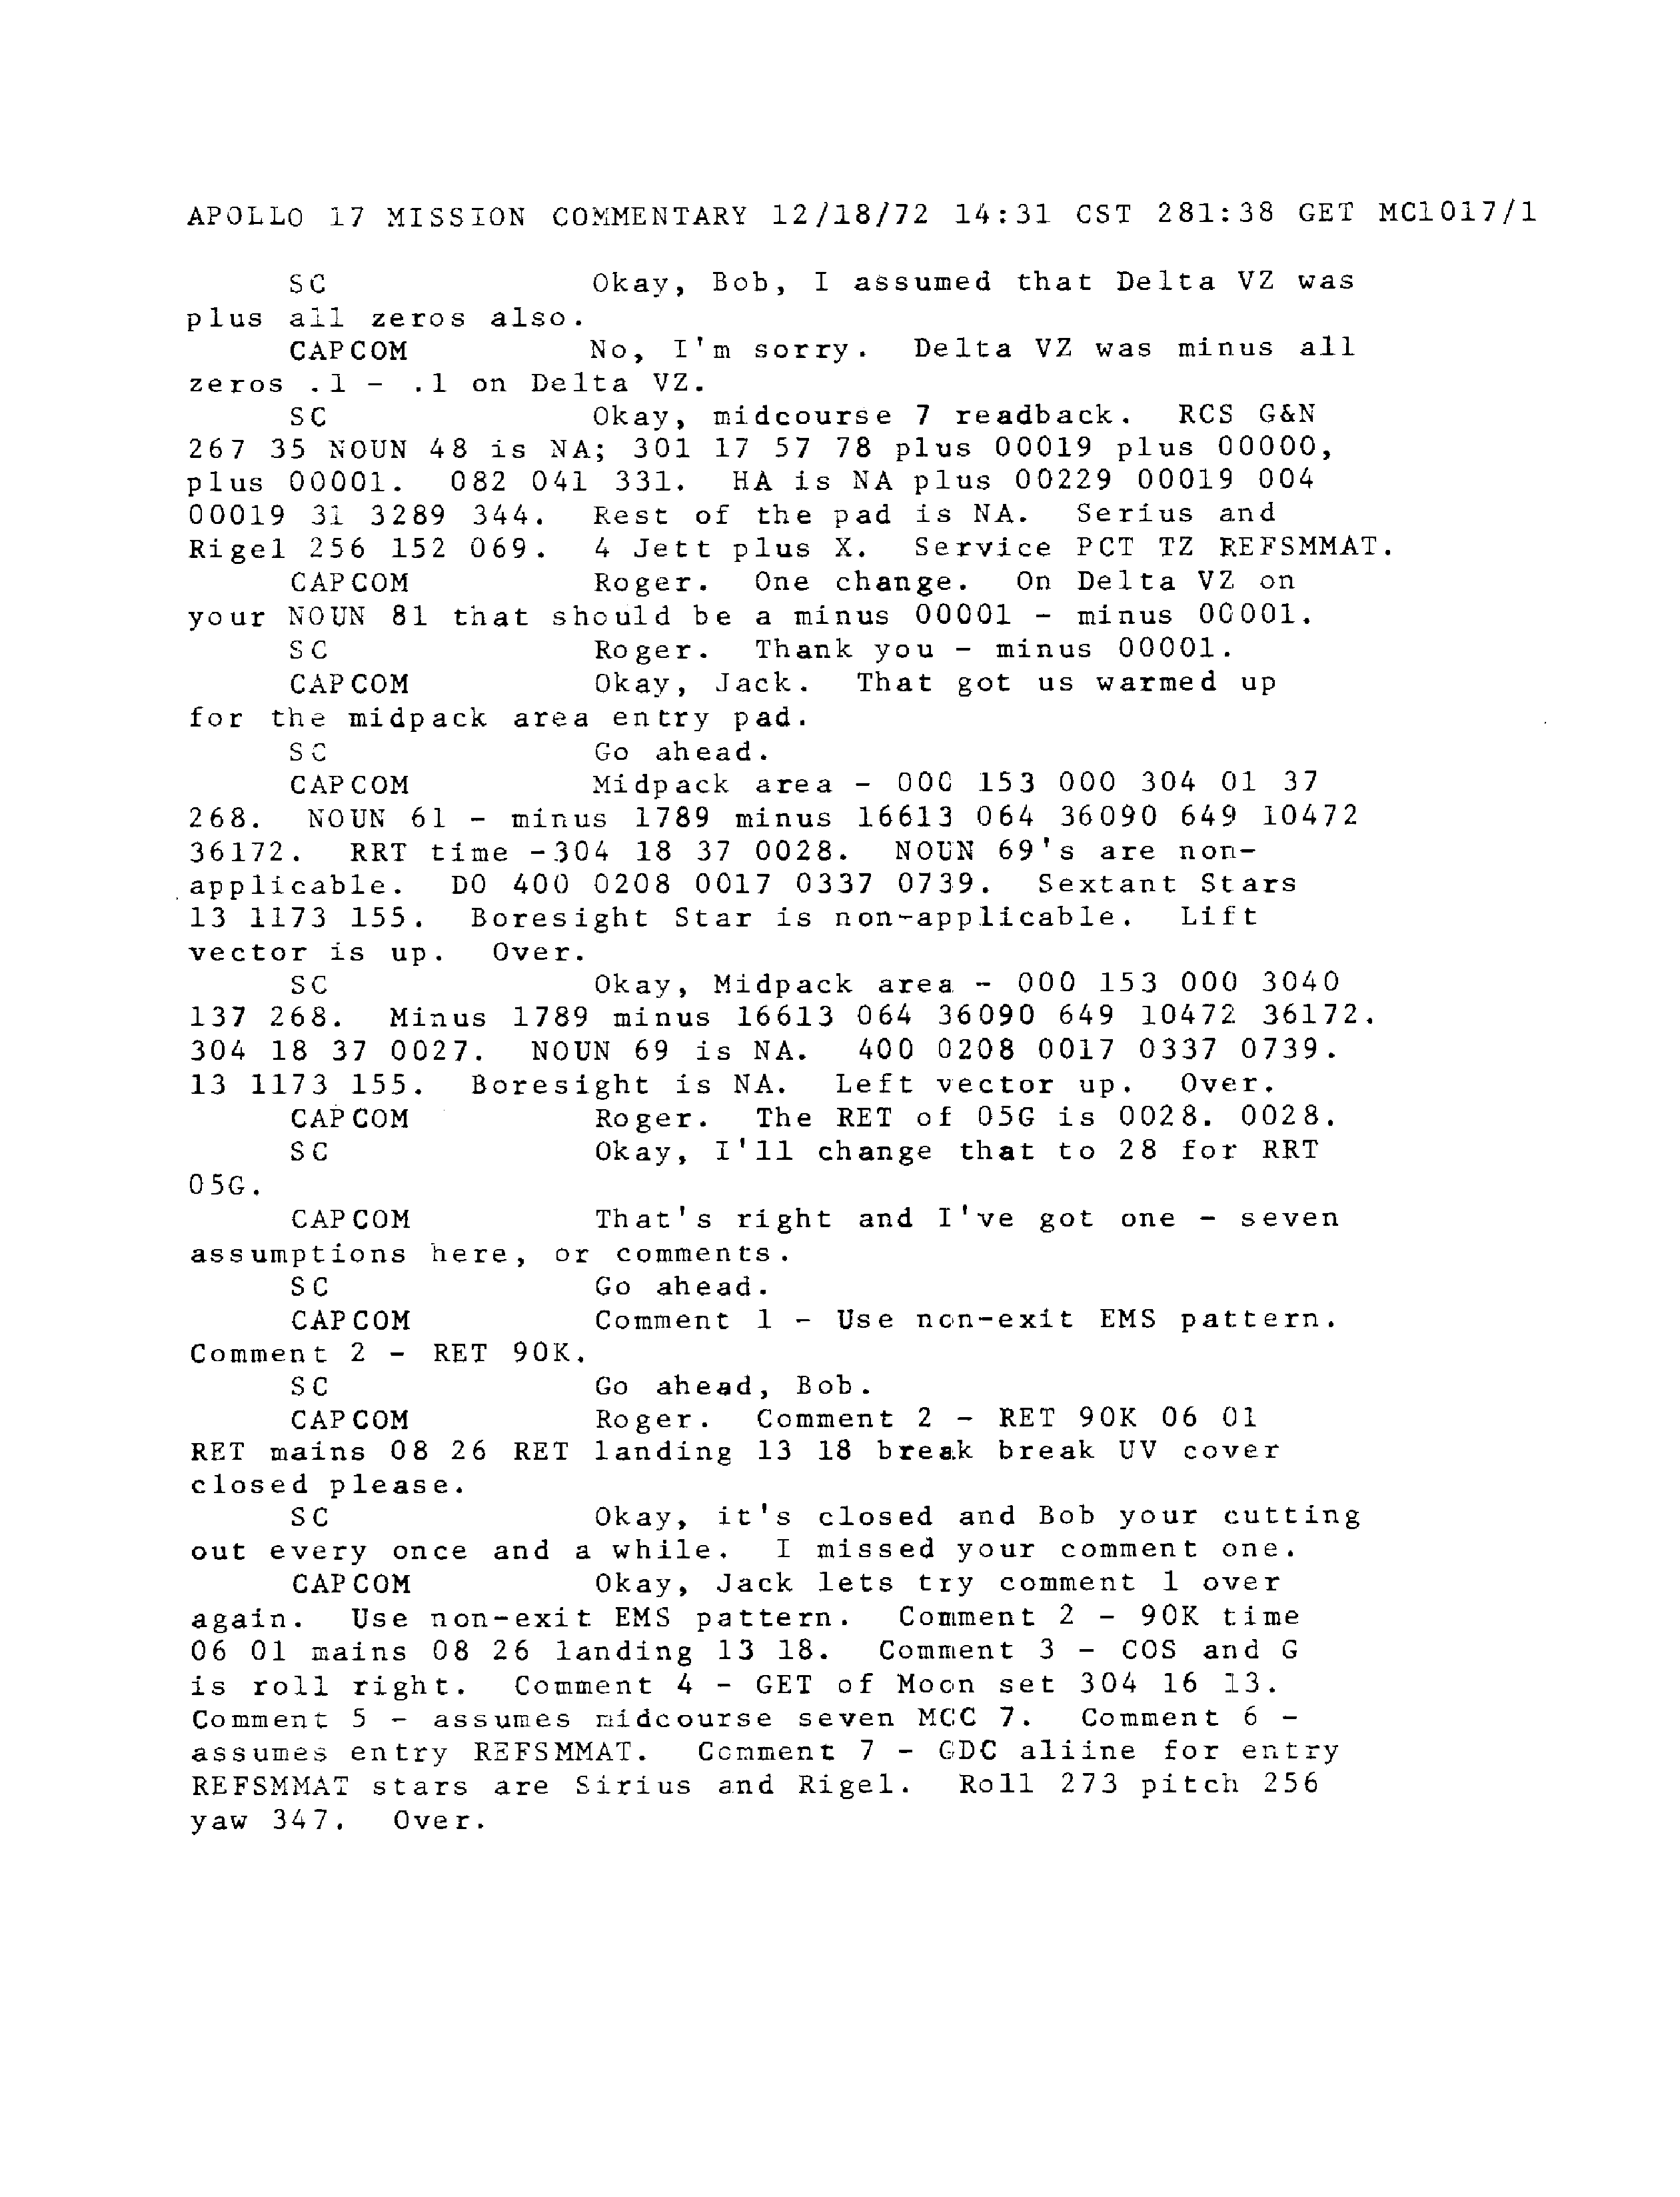 APOLLO 17 MISSION COMMENTARY 12/18/72 14:31 CST 281:38 GET MC1017/1
SC Okay, Bob, I assumed that Delta VZ was
plus all zeros also.
CAPCOM No, I'm sorry. Delta VZ was minus all
zeros .1 - .1 on Delta VZ.
SC Okay, midcourse 7 readback. RCS G&N
267 35 NOUN 48 is NA; 301 17 57 78 plus 00019 plus 00000,
plus 00001. 082 041 331. HA is NA plus 00229 00019 004
00019 31 3289 344. Rest of the pad is NA. Serius and
Rigel 256 152 069. 4 Jett plus X. Service PCT TZ REFSMMAT.
CAPCOM Roger. One change. On Delta VZ on
your NOUN 81 that should be a minus 00001 - minus 00001.
SC Roger. Thank you - minus 00001.
CAPCOM Okay, Jack. That got us warmed up
for the midpack area entry pad.
SC Go ahead.
CAPCOM Midpack area - 000 153 000 304 01 37
268. NOUN 61 - minus 1789 minus 16613 064 36090 649 10472
36172. RRT time -304 18 37 0028. NOUN 69's are non-
applicable. DO 400 0208 0017 0337 0739. Sextant Stars
13 1173 155. Boresight Star is non-applicable. Lift
vector is up. Over.
SC Okay, Midpack area - 000 153 000 3040
137 268. Minus 1789 minus 16613 064 36090 649 10472 36172.
304 18 37 0027. NOUN 69 is NA. 400 0208 0017 0337 0739.
13 1173 155. Boresight is NA. Left vector up. Over.
CAPCOM Roger. The RET of 05G is 0028. 0028.
SC Okay, I'll change that to 28 for RRT
05G.
CAPCOM That's right and I've got one - seven
assumptions here, or comments.
SC Go ahead.
CAPCOM Comment 1 - Use non-exit EMS pattern.
Comment 2 - RET 90K.
SC Go ahead, Bob.
CAPCOM Roger. Comment 2 - RET 90K 06 01
RET mains 08 26 RET landing 13 18 break break UV cover
closed please.
SC Okay, it's closed and Bob your cutting
out every once and a while. I missed your comment one.
CAPCOM Okay, Jack lets try comment 1 over
again. Use non-exit EMS pattern. Comment 2 - 90K time
06 01 mains 08 26 landing 13 18. Comment 3 - COS and G
is roll right. Comment 4 - GET of Moon set 304 16 13.
Comment 5 - assumes midcourse seven MCC 7. Comment 6 -
assumes entry REFSMMAT. Comment 7 - GDC aliine for entry
REFSMMAT stars are Sirius and Rigel. Roll 273 pitch 256
yaw 347. Over.